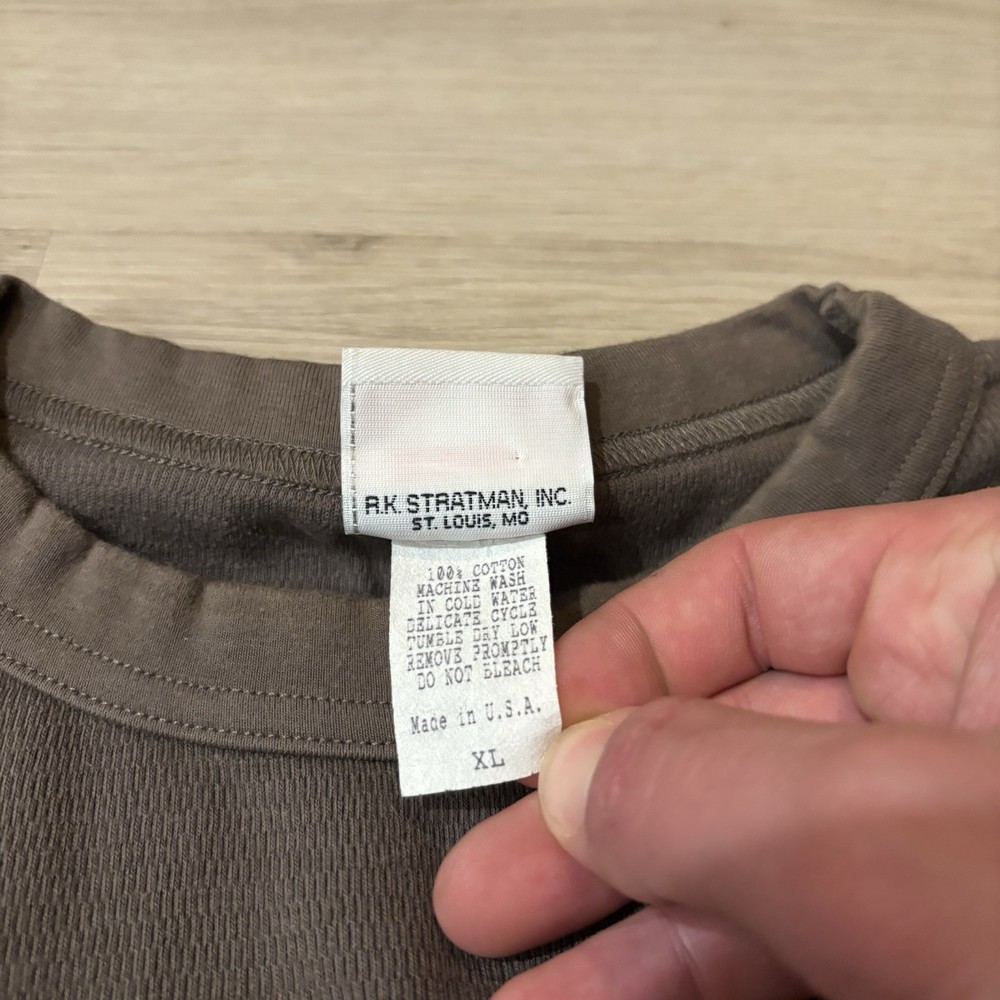 R.K. STRATMAN, INC.
ST. LOUIS, MO
100% COTTON
MACHINE WASH
IN COLD WATER
DELICATE CYCLE
TUMBLE DRY LOW
REMOVE PROMPTLY
DO NOT BLEACH
Made in U.S.A.
XL